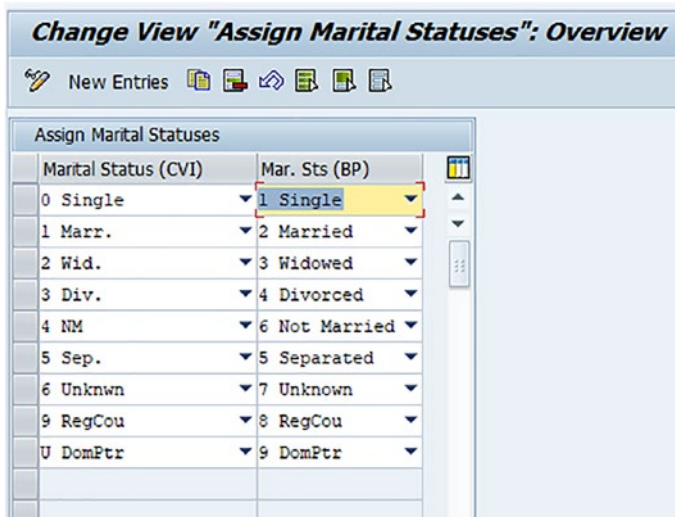 Change View "Assign Marital Statuses": Overview
New Entries
Assign Marital Statuses
Marital Status (CVI) Mar. Sts (BP)
0 Single 1 Single
1 Marr. 2 Married
2 Wid. 3 Widowed
3 Div. 4 Divorced
4 NM 6 Not Married
5 Sep. 5 Separated
6 Unknwn 7 Unknown
9 RegCou 8 RegCou
U DomPtr 9 DomPtr